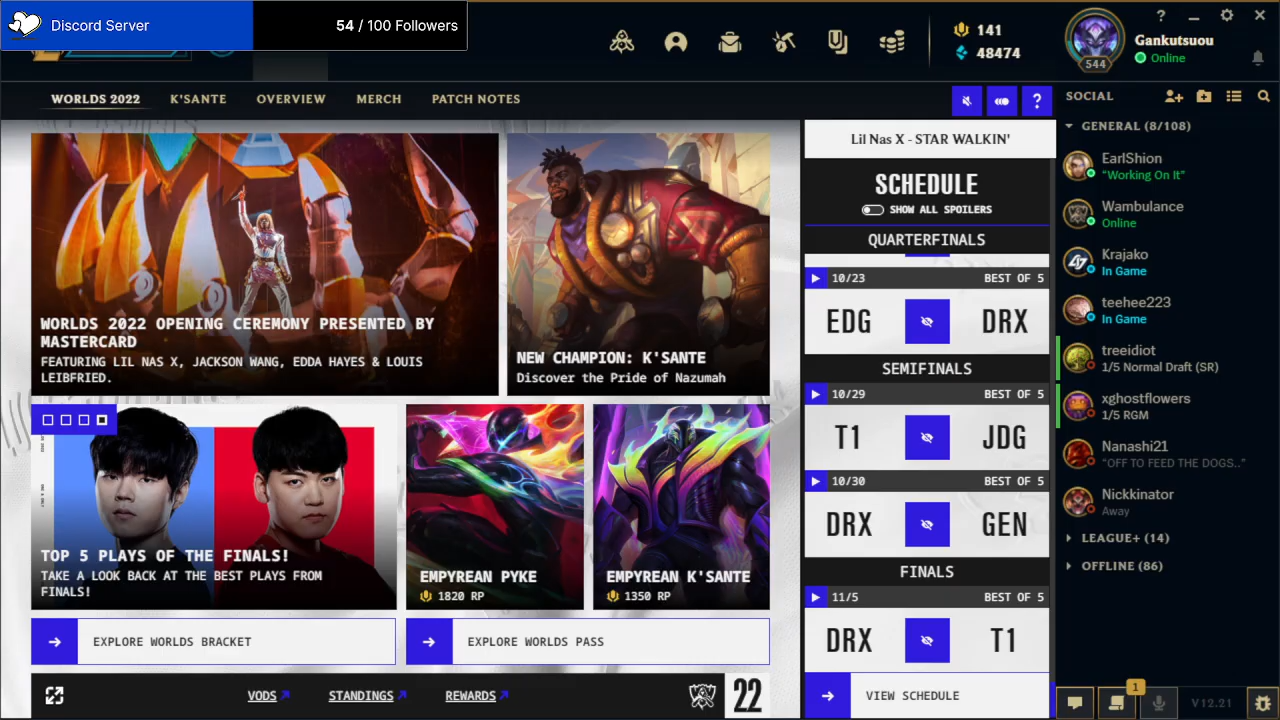 Discord Server
54 / 100 Followers
141
48474
544
?
Gankutsuou
Online
WORLDS 2022
K'SANTE
OVERVIEW
MERCH
PATCH NOTES
?
SOCIAL
Lil Nas X - STAR WALKIN'
SCHEDULE
SHOW ALL SPOILERS
QUARTERFINALS
10/23
BEST OF 5
EDG
DRX
SEMIFINALS
10/29
BEST OF 5
T1
JDG
10/30
BEST OF 5
DRX
GEN
FINALS
11/5
BEST OF 5
DRX
T1
VIEW SCHEDULE
WORLDS 2022 OPENING CEREMONY PRESENTED BY
MASTERCARD
FEATURING LIL NAS X, JACKSON WANG, EDDA HAYES & LOUIS
LEIBFRIED.
NEW CHAMPION: K'SANTE
Discover the Pride of Nazumah
TOP 5 PLAYS OF THE FINALS!
TAKE A LOOK BACK AT THE BEST PLAYS FROM
FINALS!
EMPYREAN PYKE
1820 RP
EMPYREAN K'SANTE
1350 RP
EXPLORE WORLDS BRACKET
EXPLORE WORLDS PASS
VODS
STANDINGS
REWARDS
22
GENERAL (8/108)
EarlShion
"Working On It"
Wambulance
Online
Krajako
In Game
teehee223
In Game
treeidiot
1/5 Normal Draft (SR)
xghostflowers
1/5 RGM
Nanashi21
"OFF TO FEED THE DOGS.."
Nickkinator
Away
LEAGUE+ (14)
OFFLINE (86)
1
V12.21